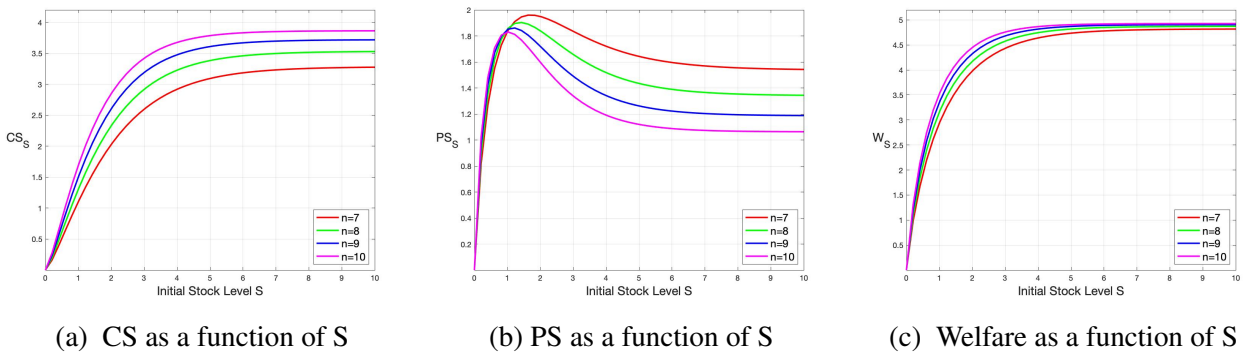 4
3.5
3
2.5
CS_S
2
1.5
1
0.5
0 1 2 3 4 5 6 7 8 9 10
Initial Stock Level S
n=7
n=8
n=9
n=10
(a) CS as a function of S
2
1.8
1.6
1.4
1.2
PS_S
1
0.8
0.6
0.4
0.2
0 1 2 3 4 5 6 7 8 9 10
Initial Stock Level S
n=7
n=8
n=9
n=10
(b) PS as a function of S
5
4.5
4
3.5
3
W_S
2.5
2
1.5
1
0.5
0 1 2 3 4 5 6 7 8 9 10
Initial Stock Level S
n=7
n=8
n=9
n=10
(c) Welfare as a function of S